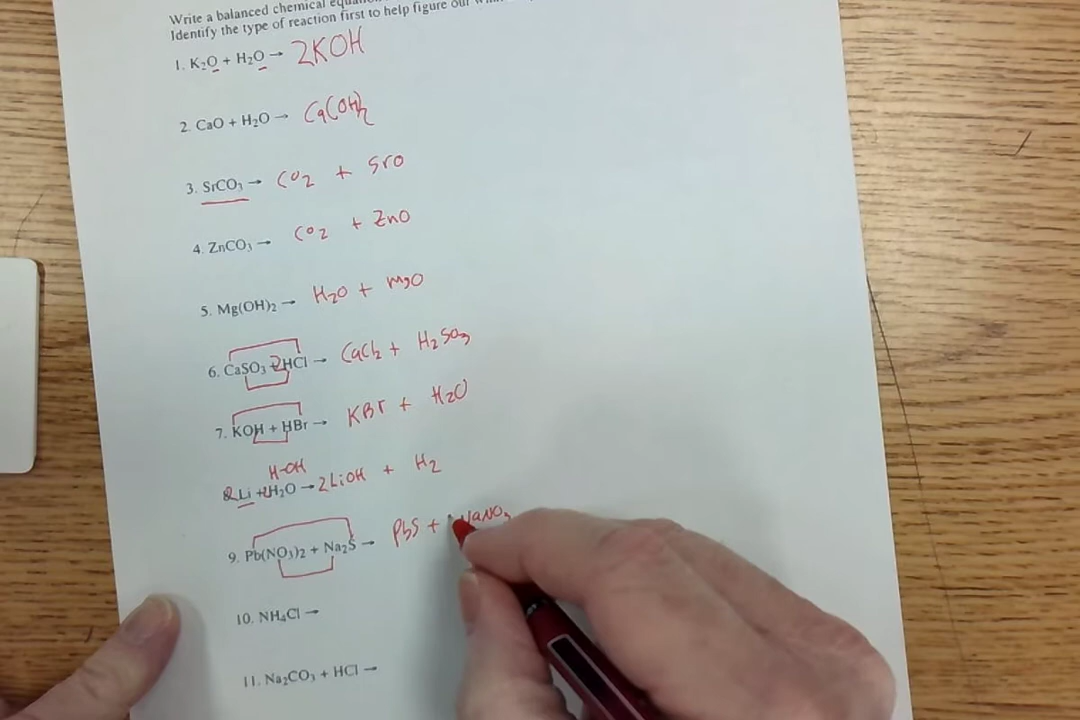 Write a balanced chemical
Identify the type of reaction first to help figure out
1. K₂O + H₂O → 2KOH
2. CaO + H₂O → Ca(OH)₂
3. SrCO₃ → CO₂ + SrO
4. ZnCO₃ → CO₂ + ZnO
5. Mg(OH)₂ → H₂O + MgO
6. CaSO₃ + 2HCl → CaCl₂ + H₂SO₃
7. KOH + HBr → KBr + H₂O
H-OH
8. 2Li + 2H₂O → 2LiOH + H₂
9. Pb(NO₃)2 + Na₂S → PbS + NaNO₃
10. NH₄Cl →
11. Na₂CO₃ + HCl →